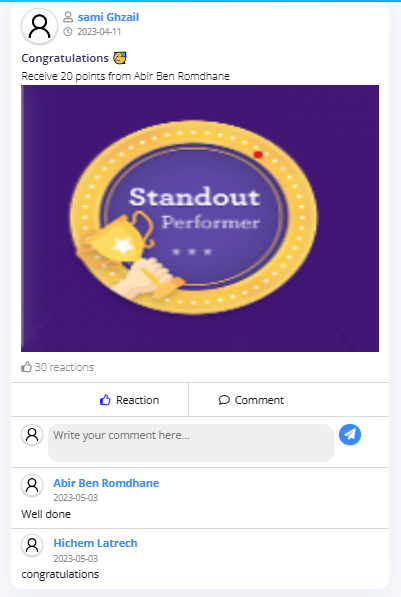 sami Ghzail
2023-04-11
Congratulations 🥳
Receive 20 points from Abir Ben Romdhane
Standout
Performer
30 reactions
Reaction
Comment
Write your comment here...
Abir Ben Romdhane
2023-05-03
Well done
Hichem Latrech
2023-05-03
congratulations